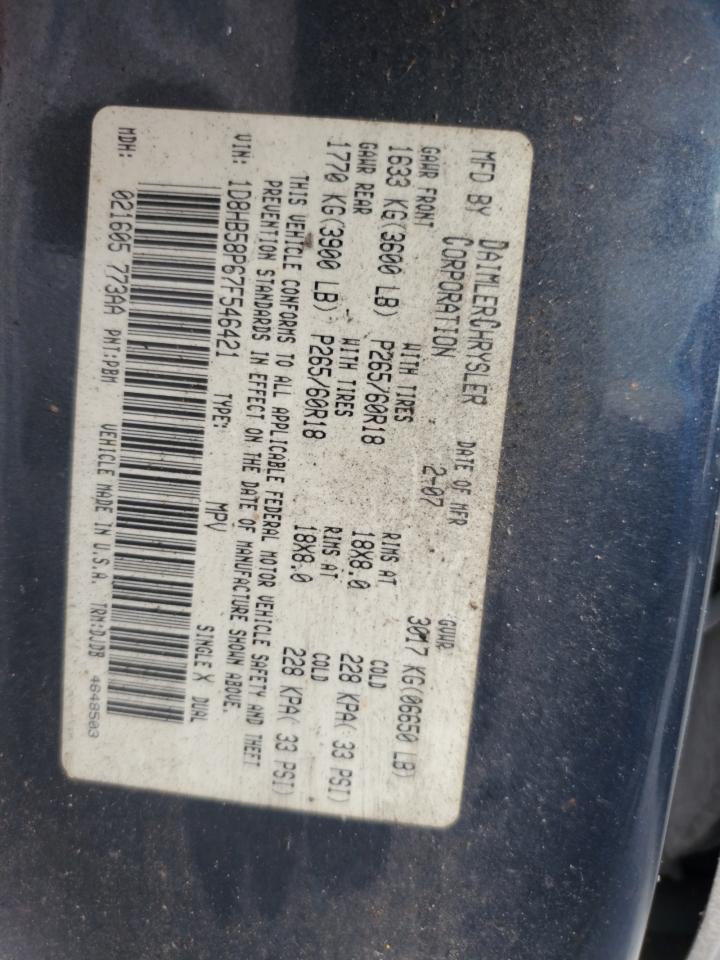 MFD BY DAIMLERCHRYSLER CORPORATION
DATE OF MFR 2-07
GVWR 3017 KG(06650 LB)
GAWR FRONT WITH TIRES RIMS AT COLD
1633 KG(3600 LB) P265/60R18 18X8.0 228 KPA( 33 PSI)
GAWR REAR WITH TIRES RIMS AT COLD
1770 KG(3900 LB) P265/60R18 18X8.0 228 KPA( 33 PSI)
THIS VEHICLE CONFORMS TO ALL APPLICABLE FEDERAL MOTOR VEHICLE SAFETY AND THEFT
PREVENTION STANDARDS IN EFFECT ON THE DATE OF MANUFACTURE SHOWN ABOVE.
VIN: 1D8HB58P67F546421 TYPE: MPV SINGLE X DUAL
MDH: 021605 773AA PNT:PBM VEHICLE MADE IN U.S.A. TRM:DJDB 4648503